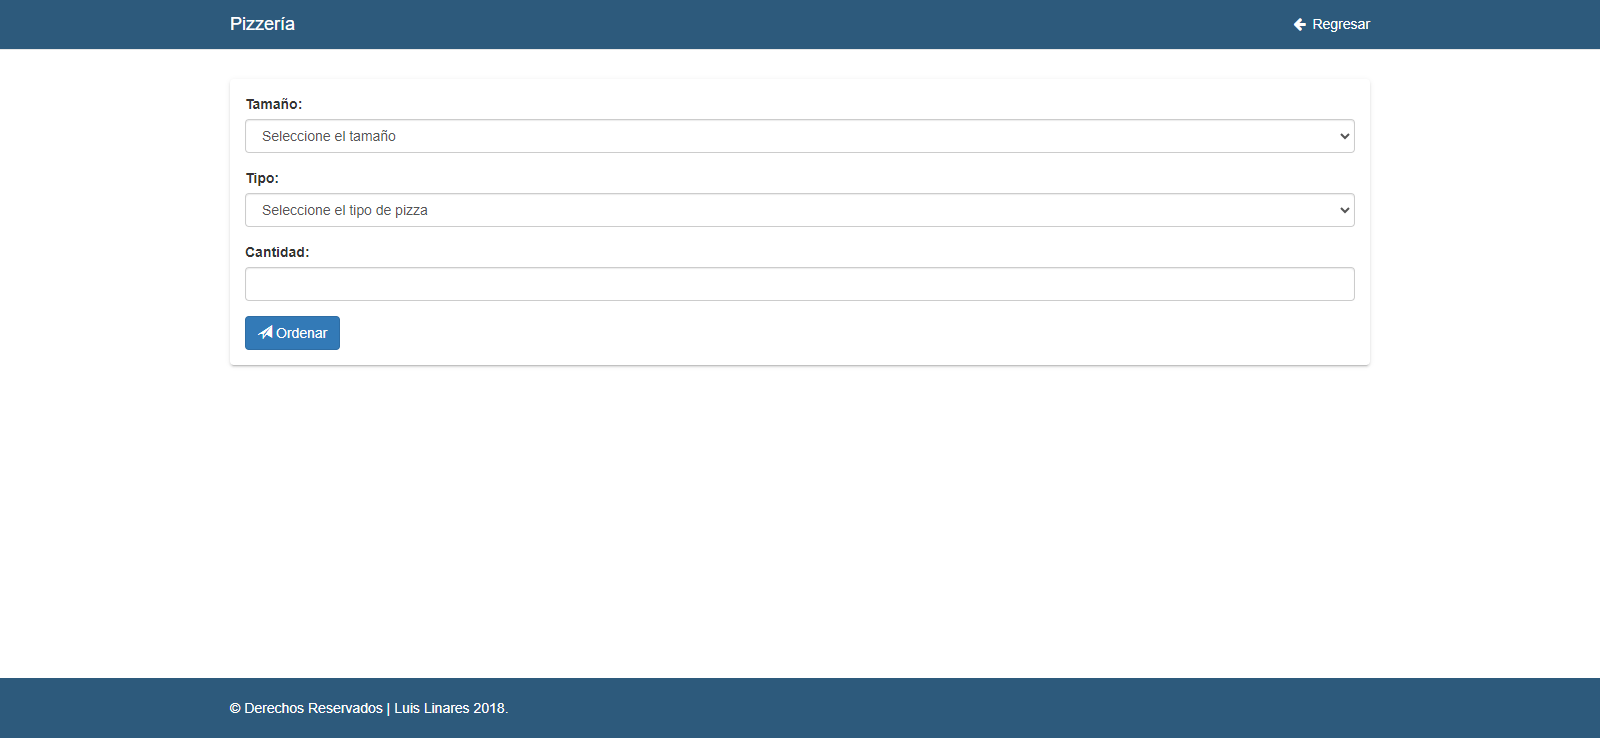 Pizzería
Regresar
Tamaño:
Seleccione el tamaño
Tipo:
Seleccione el tipo de pizza
Cantidad:
Ordenar
© Derechos Reservados | Luis Linares 2018.